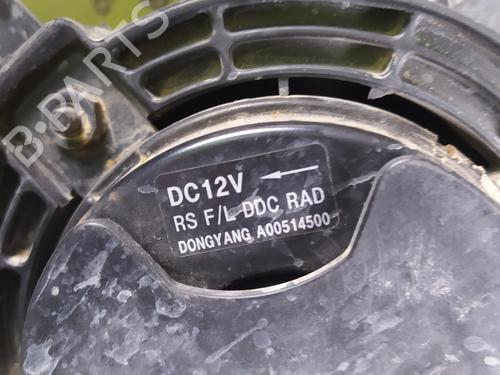 B-PARTS
DC12V ←
RS F/L DDC RAD
DONGYANG A00514500